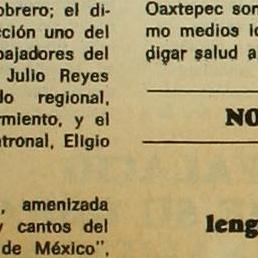 obrero; el di-
cción uno del
bajadores del
Julio Reyes
do regional,
rmiento, y el
tronal, Eligio
, amenizada
y cantos del
de México",
Oaxtepec son
mo medios lo
digar salud a
NO
leng